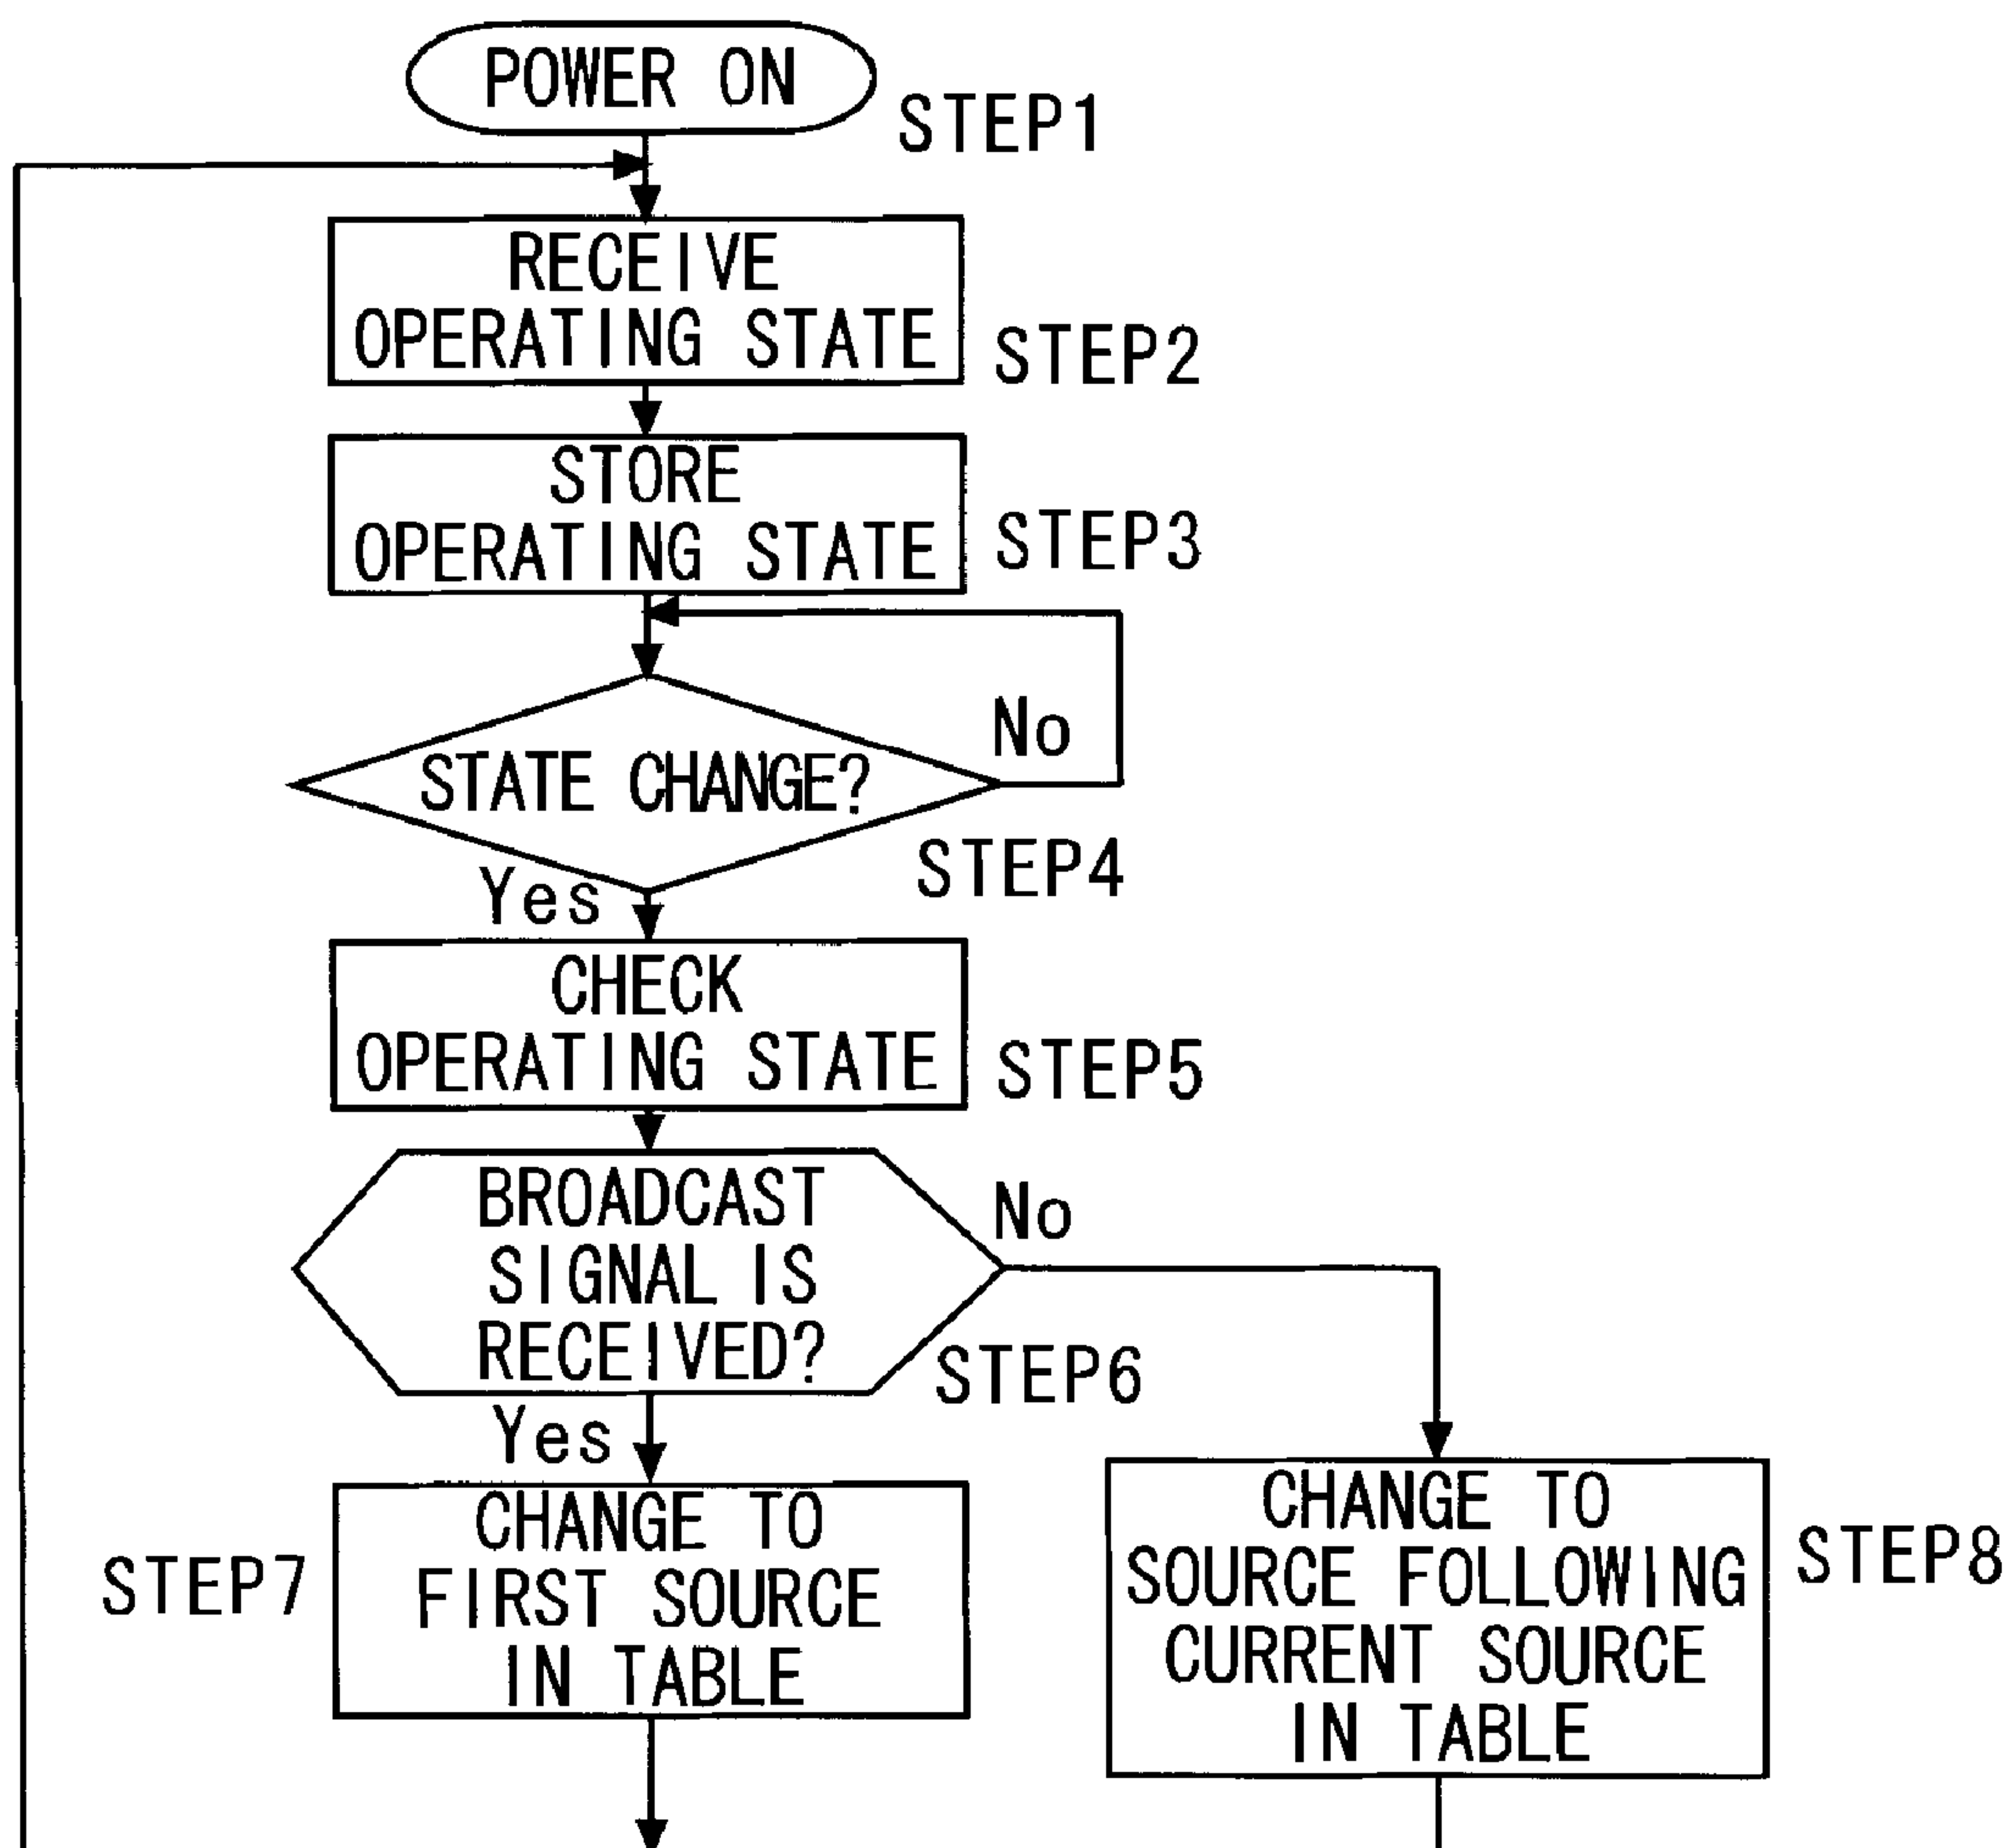 POWER ON
STEP1
RECEIVE
OPERATING STATE
STEP2
STORE
OPERATING STATE
STEP3
No
STATE CHANGE?
STEP4
Yes
CHECK
OPERATING STATE
STEP5
BROADCAST
SIGNAL IS
RECEIVED?
No
STEP6
Yes
CHANGE TO
FIRST SOURCE
IN TABLE
STEP7
CHANGE TO
SOURCE FOLLOWING
CURRENT SOURCE
IN TABLE
STEP8